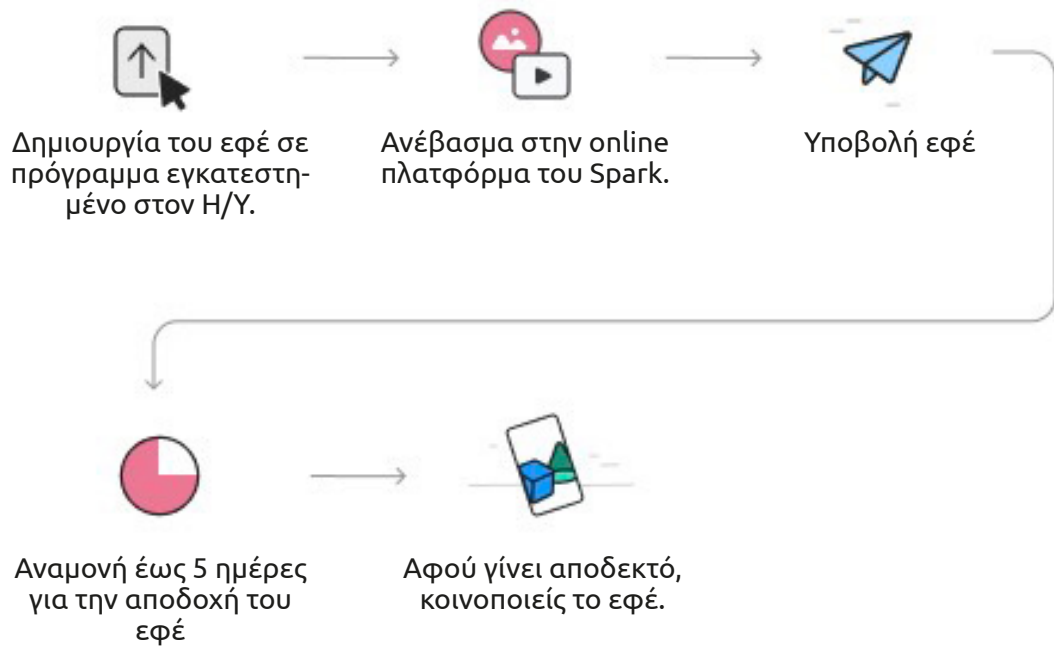 Δημιουργία του εφέ σε
πρόγραμμα εγκατεστη-
μένο στον Η/Υ.
Ανέβασμα στην online
πλατφόρμα του Spark.
Υποβολή εφέ
Αναμονή έως 5 ημέρες
για την αποδοχή του
εφέ
Αφού γίνει αποδεκτό,
κοινοποιείς το εφέ.